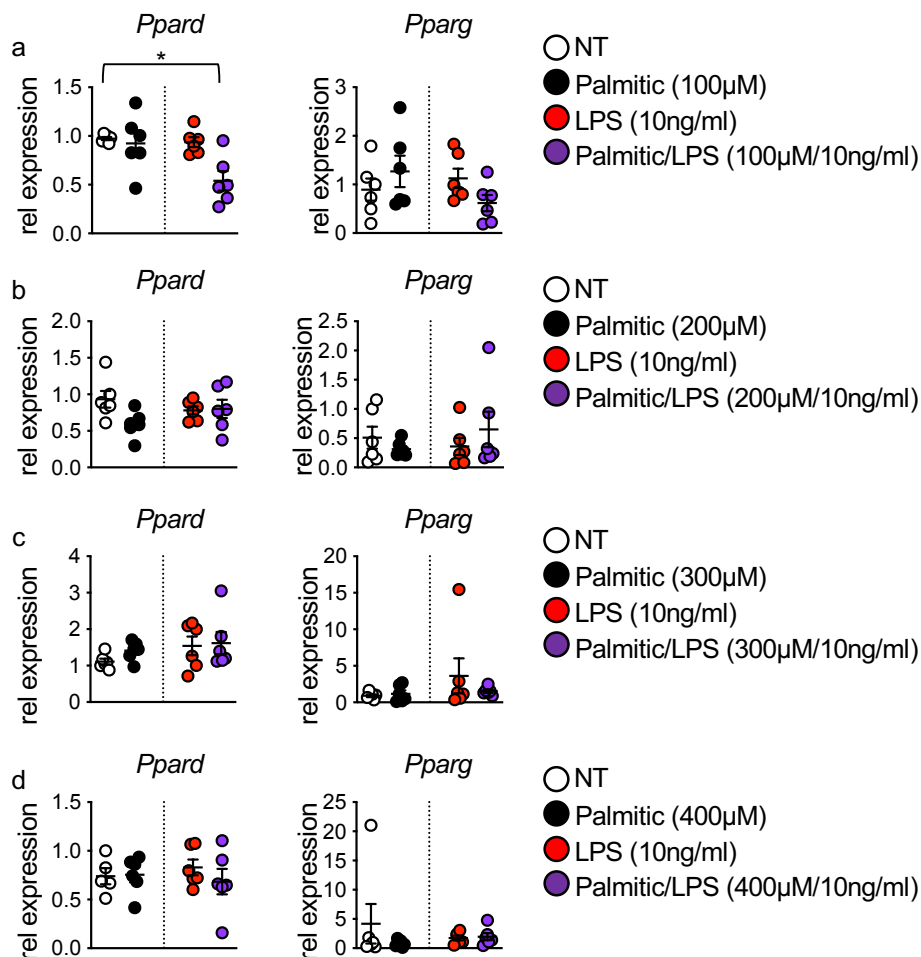 a
Ppard
Pparg
*
rel expression
1.5
1.0
0.5
0.0
rel expression
3
2
1
0
NT
Palmitic (100µM)
LPS (10ng/ml)
Palmitic/LPS (100µM/10ng/ml)
b
Ppard
Pparg
rel expression
2.0
1.5
1.0
0.5
0.0
rel expression
2.5
2.0
1.5
1.0
0.5
0.0
NT
Palmitic (200µM)
LPS (10ng/ml)
Palmitic/LPS (200µM/10ng/ml)
c
Ppard
Pparg
rel expression
4
3
2
1
0
rel expression
20
15
10
5
0
NT
Palmitic (300µM)
LPS (10ng/ml)
Palmitic/LPS (300µM/10ng/ml)
d
Ppard
Pparg
rel expression
1.5
1.0
0.5
0.0
rel expression
25
20
15
10
5
0
NT
Palmitic (400µM)
LPS (10ng/ml)
Palmitic/LPS (400µM/10ng/ml)